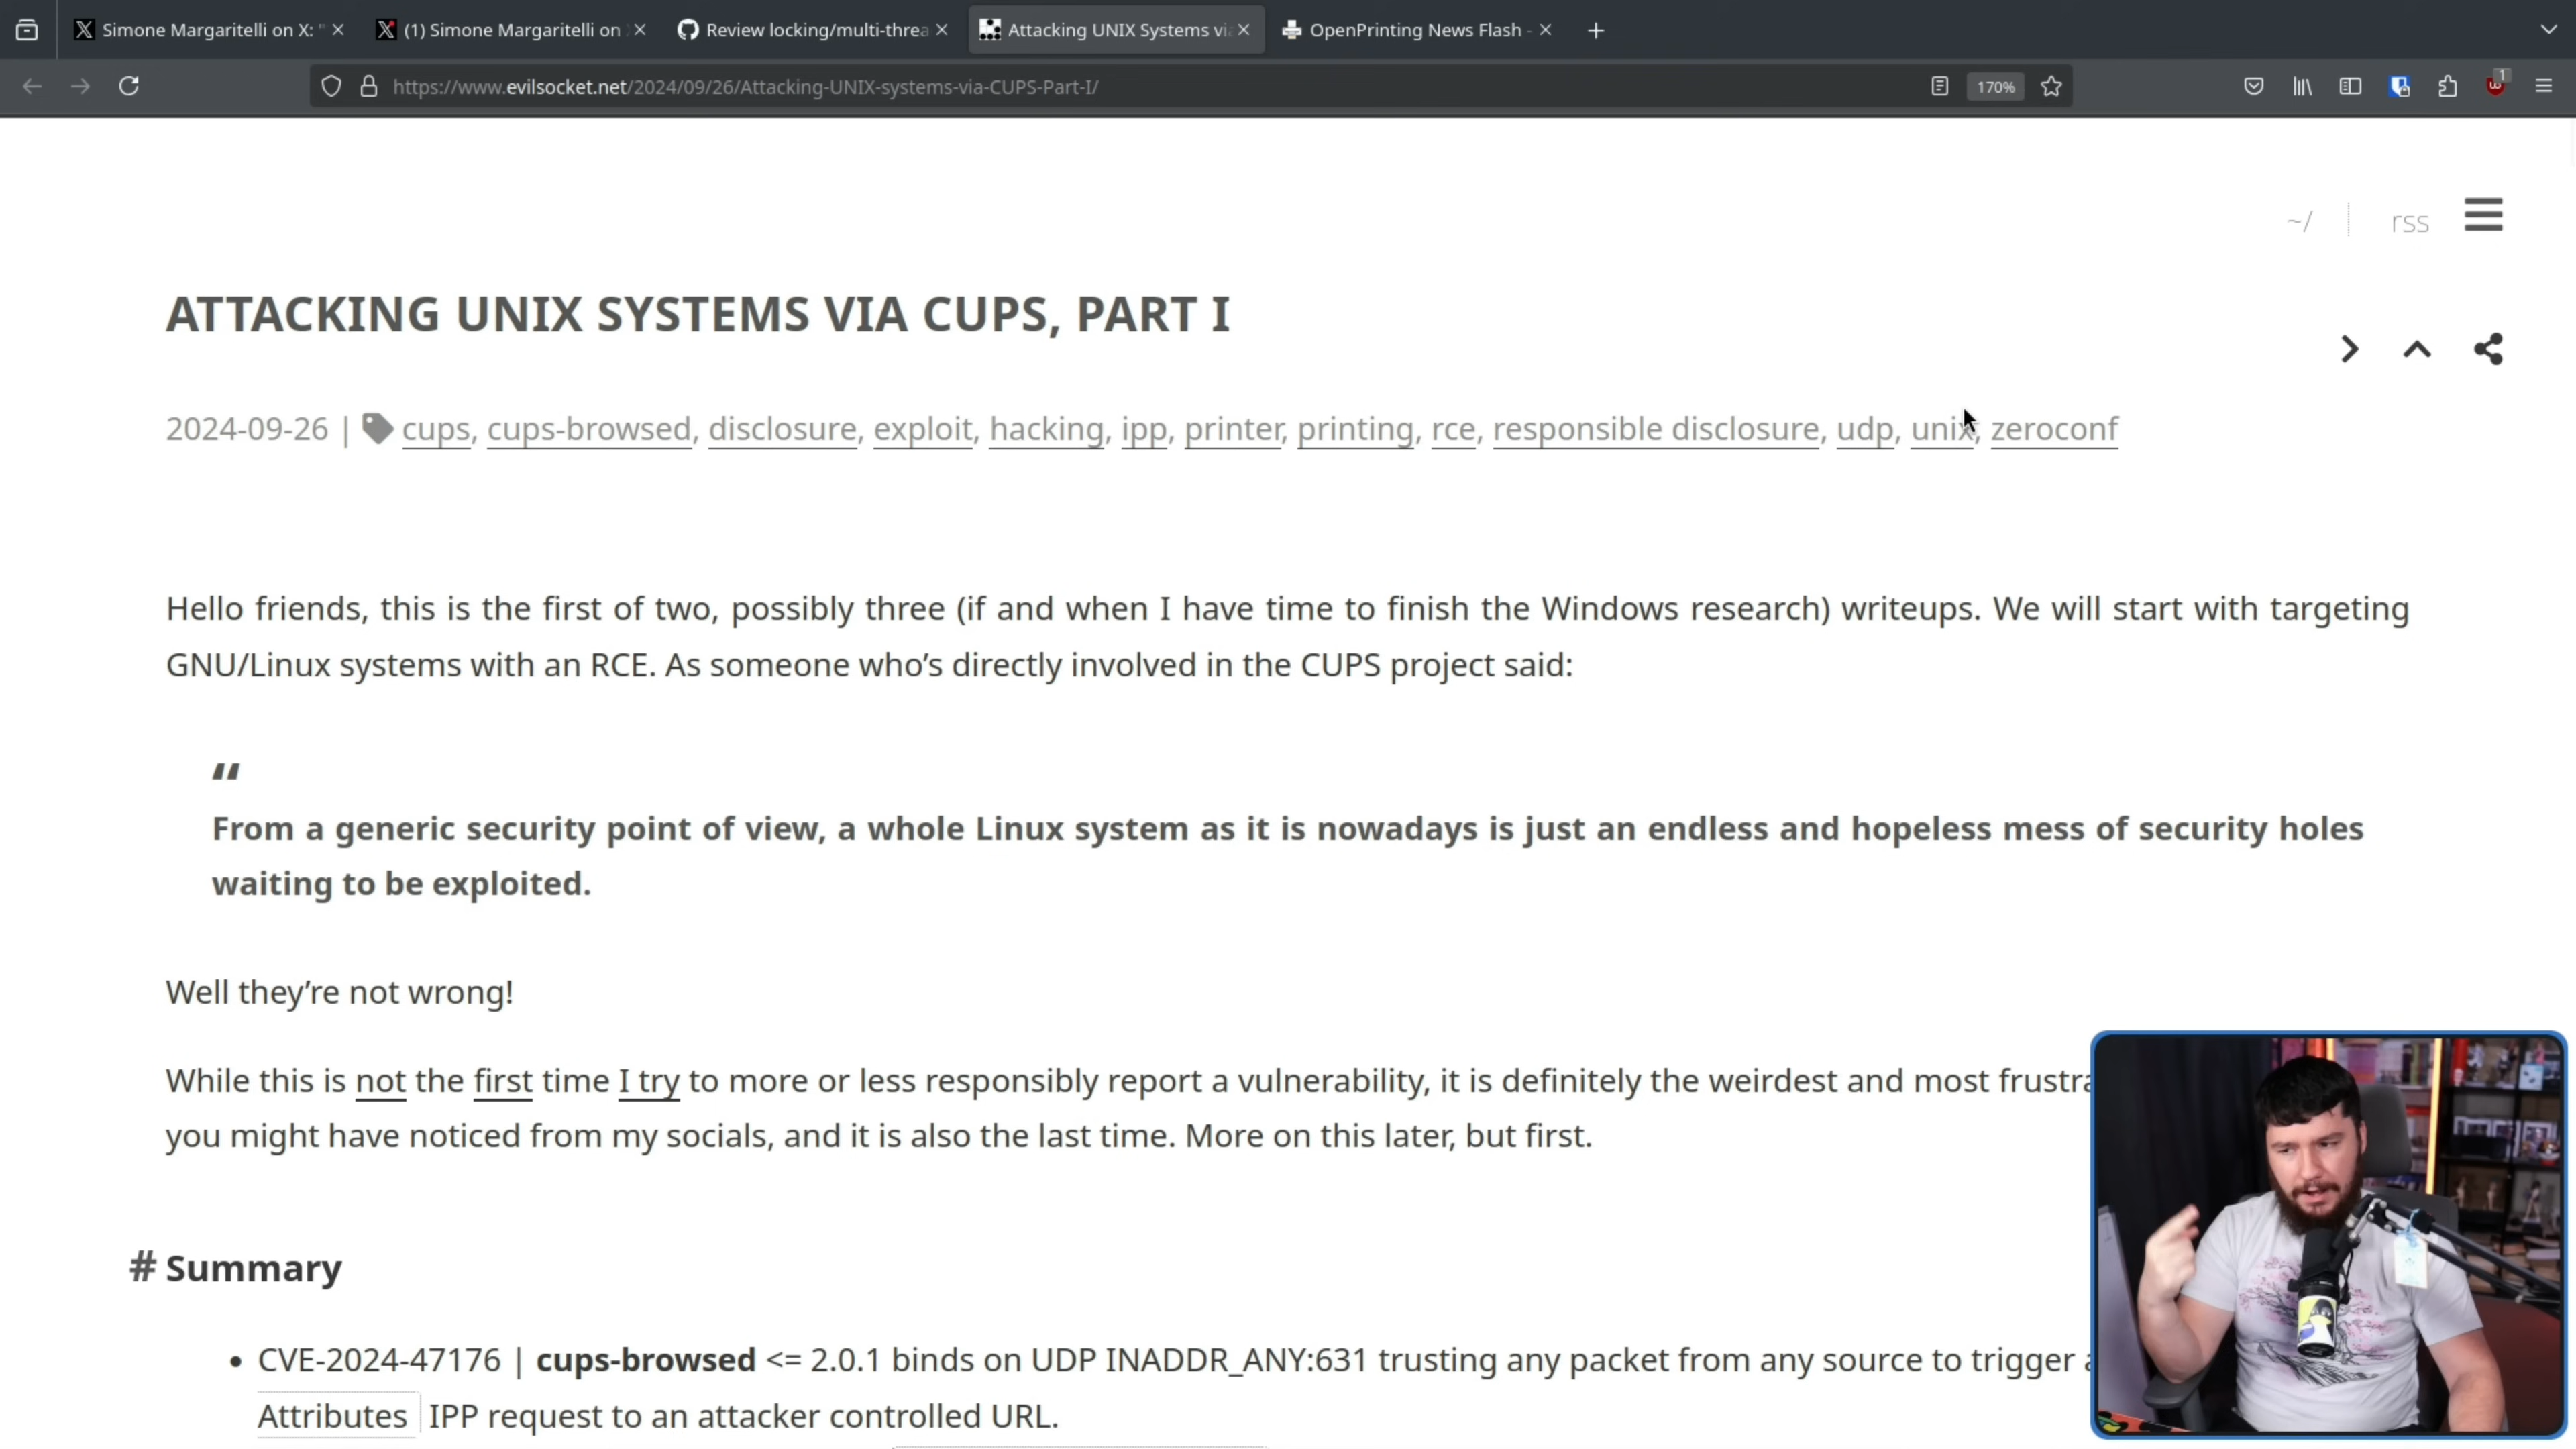 Simone Margaritelli on X: "
(1) Simone Margaritelli on
Review locking/multi-threa
Attacking UNIX Systems via
OpenPrinting News Flash -
https://www.evilsocket.net/2024/09/26/Attacking-UNIX-systems-via-CUPS-Part-I/
170%
1
~/ rss
ATTACKING UNIX SYSTEMS VIA CUPS, PART I
2024-09-26 | cups, cups-browsed, disclosure, exploit, hacking, ipp, printer, printing, rce, responsible disclosure, udp, unix, zeroconf
Hello friends, this is the first of two, possibly three (if and when I have time to finish the Windows research) writeups. We will start with targeting
GNU/Linux systems with an RCE. As someone who’s directly involved in the CUPS project said:
“
From a generic security point of view, a whole Linux system as it is nowadays is just an endless and hopeless mess of security holes
waiting to be exploited.
Well they’re not wrong!
While this is not the first time I try to more or less responsibly report a vulnerability, it is definitely the weirdest and most frustra
you might have noticed from my socials, and it is also the last time. More on this later, but first.
# Summary
• CVE-2024-47176 | cups-browsed <= 2.0.1 binds on UDP INADDR_ANY:631 trusting any packet from any source to trigger a
Attributes IPP request to an attacker controlled URL.